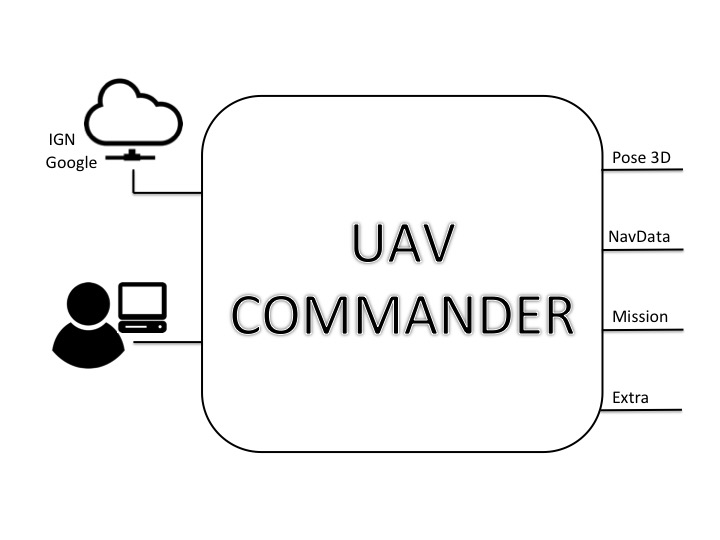 IGN
Google
UAV
COMMANDER
Pose 3D
NavData
Mission
Extra